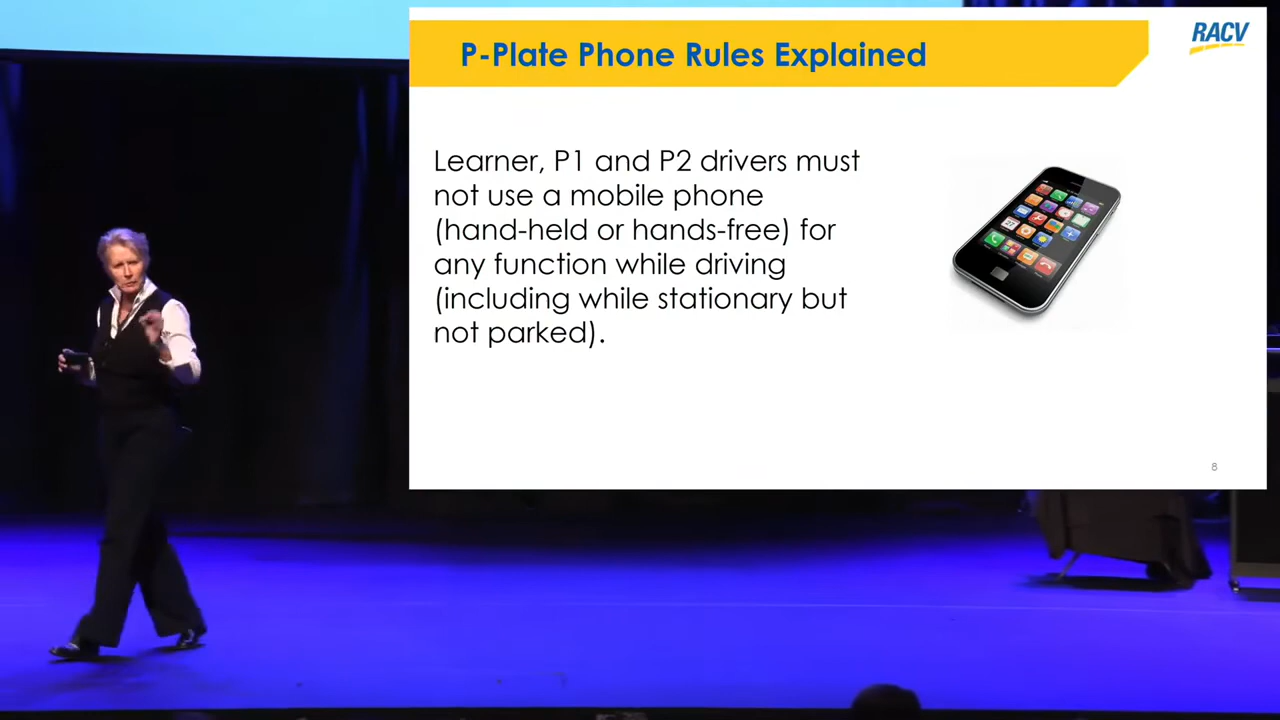 RACV
P-Plate Phone Rules Explained
Learner, P1 and P2 drivers must
not use a mobile phone
(hand-held or hands-free) for
any function while driving
(including while stationary but
not parked).
8